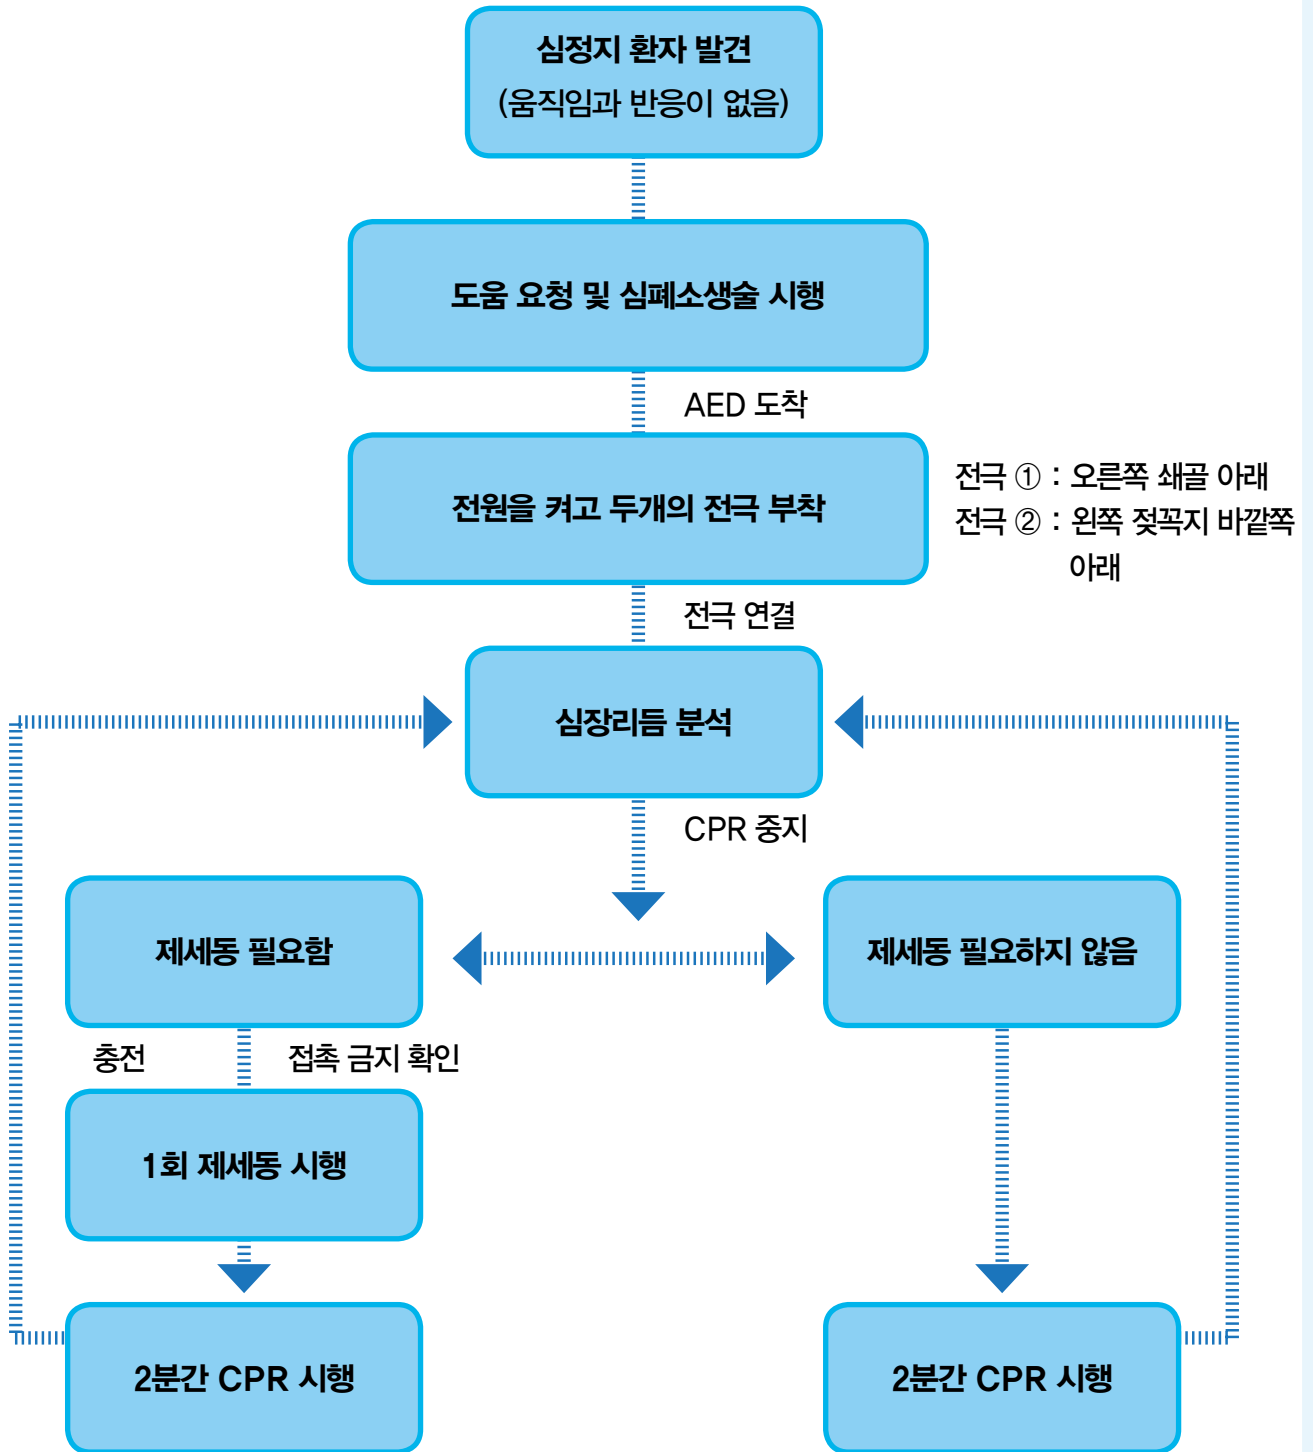 심정지 환자 발견
(움직임과 반응이 없음)
도움 요청 및 심폐소생술 시행
AED 도착
전원을 켜고 두개의 전극 부착
전극 ① : 오른쪽 쇄골 아래
전극 ② : 왼쪽 젖꼭지 바깥쪽
아래
전극 연결
심장리듬 분석
CPR 중지
제세동 필요함
제세동 필요하지 않음
충전
접촉 금지 확인
1회 제세동 시행
2분간 CPR 시행
2분간 CPR 시행